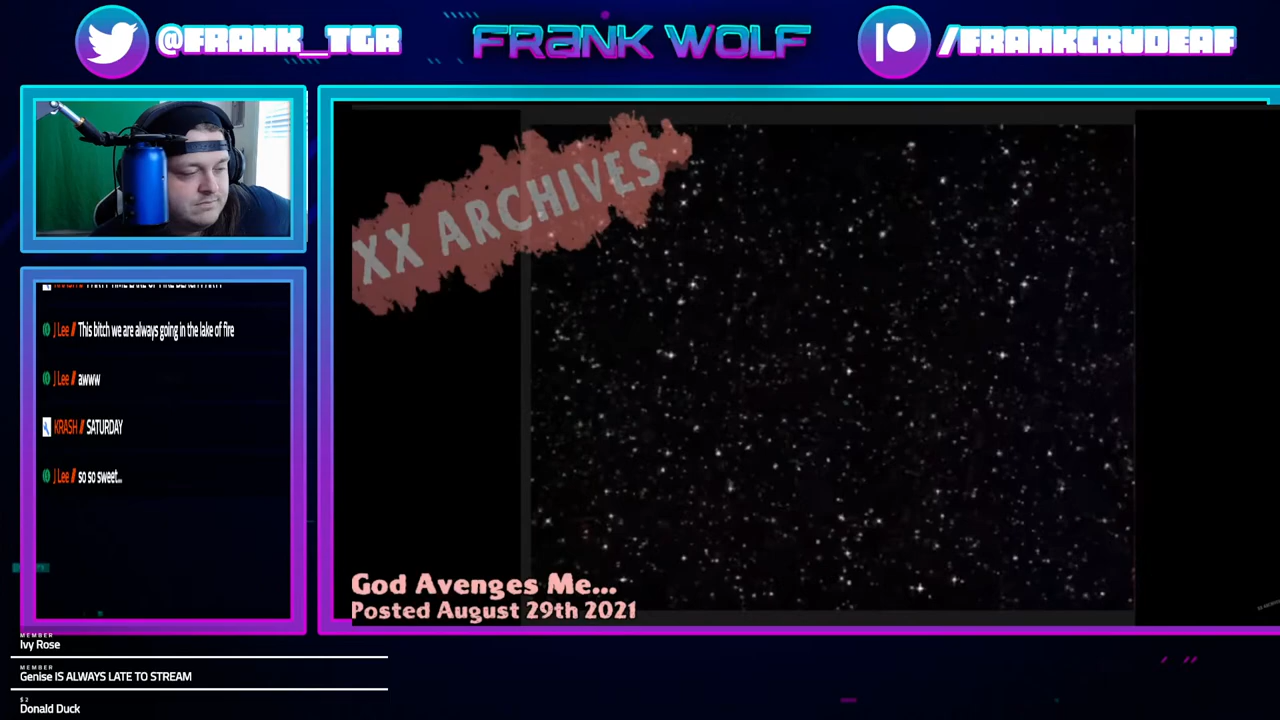 @FRANK_TGR
FRANK WOLF
/FRANKCRUDEAF
XX ARCHIVES
J Lee // This bitch we are always going in the lake of fire
J Lee // awww
KRASH // SATURDAY
J Lee // so so sweet...
God Avenges Me...
Posted August 29th 2021
MEMBER
Ivy Rose
MEMBER
Genise IS ALWAYS LATE TO STREAM
$2
Donald Duck